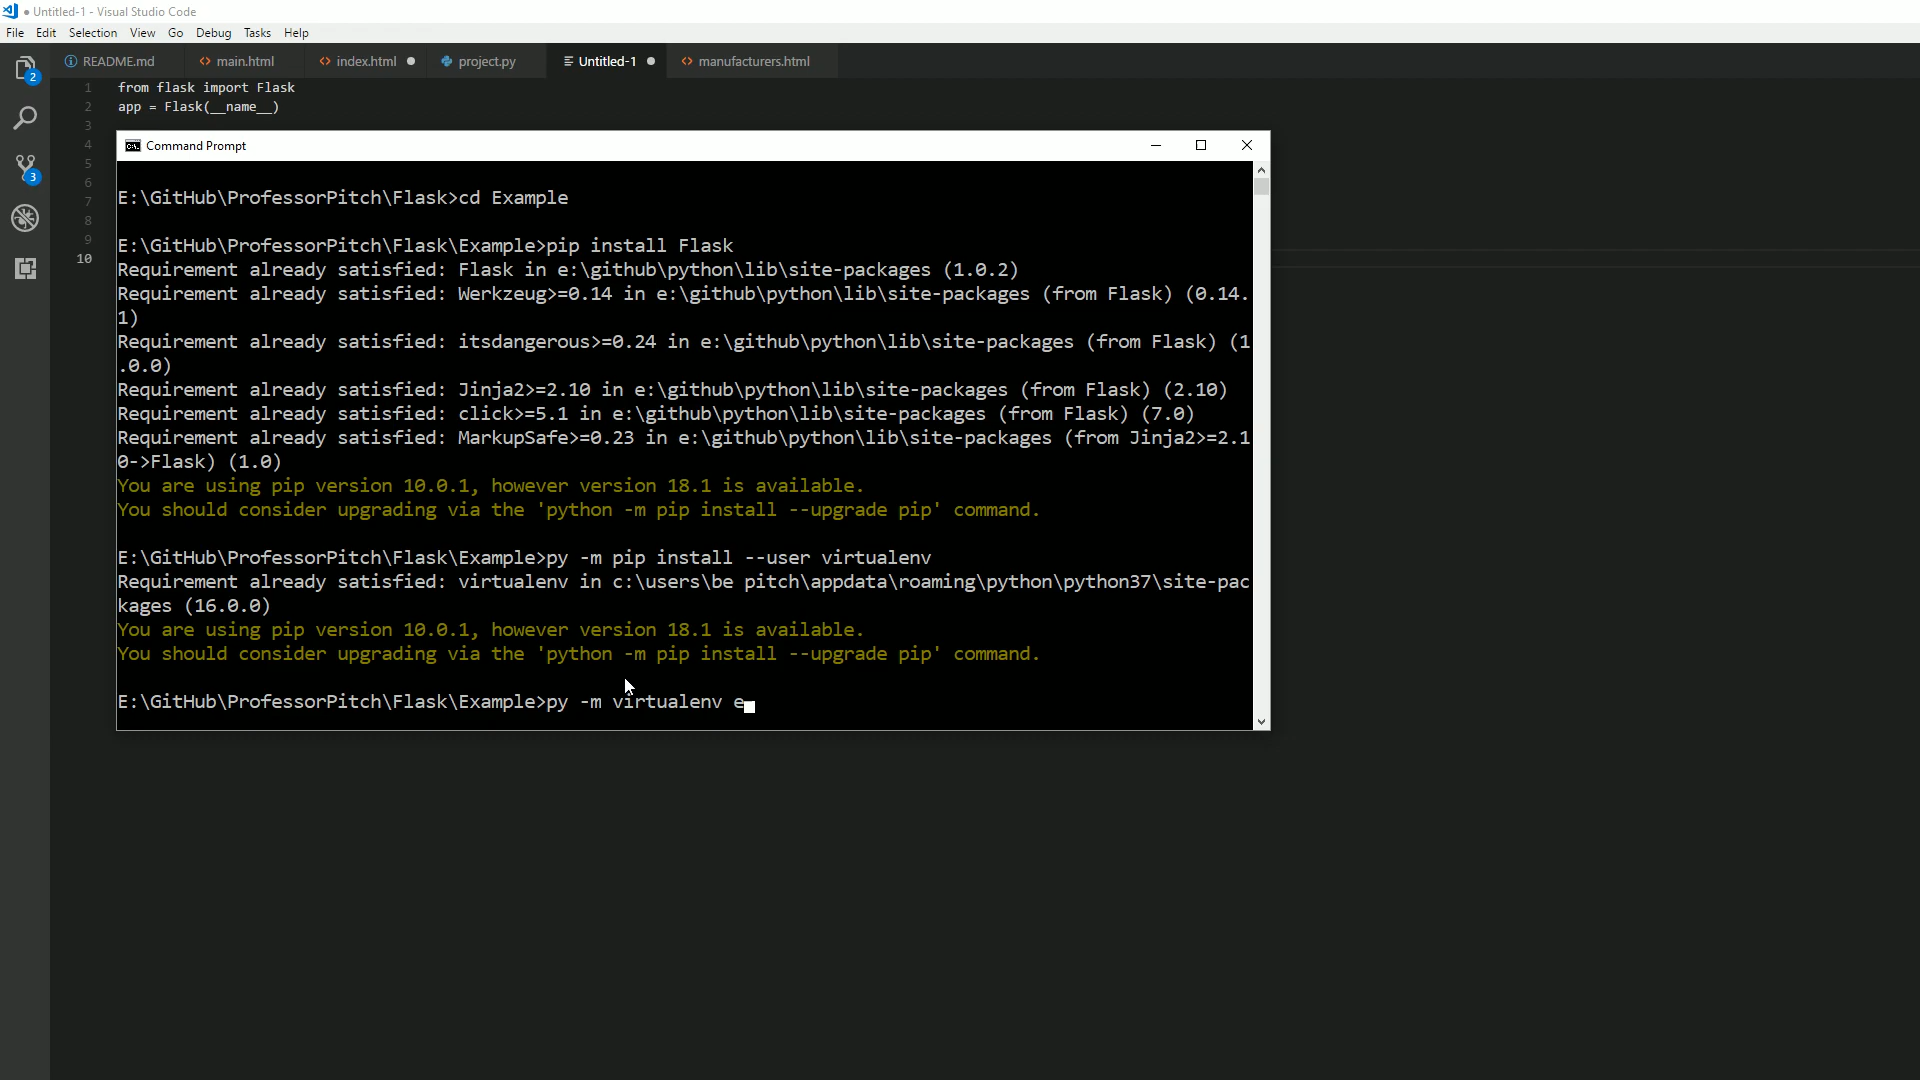 ● Untitled-1 - Visual Studio Code
File Edit Selection View Go Debug Tasks Help
README.md main.html index.html project.py Untitled-1 manufacturers.html
2
3
1 from flask import Flask
2 app = Flask(__name__)
3
4
5
6
7
8
9
10
Command Prompt
E:\GitHub\ProfessorPitch\Flask>cd Example
E:\GitHub\ProfessorPitch\Flask\Example>pip install Flask
Requirement already satisfied: Flask in e:\github\python\lib\site-packages (1.0.2)
Requirement already satisfied: Werkzeug>=0.14 in e:\github\python\lib\site-packages (from Flask) (0.14.
1)
Requirement already satisfied: itsdangerous>=0.24 in e:\github\python\lib\site-packages (from Flask) (1
.0.0)
Requirement already satisfied: Jinja2>=2.10 in e:\github\python\lib\site-packages (from Flask) (2.10)
Requirement already satisfied: click>=5.1 in e:\github\python\lib\site-packages (from Flask) (7.0)
Requirement already satisfied: MarkupSafe>=0.23 in e:\github\python\lib\site-packages (from Jinja2>=2.1
0->Flask) (1.0)
You are using pip version 10.0.1, however version 18.1 is available.
You should consider upgrading via the 'python -m pip install --upgrade pip' command.
E:\GitHub\ProfessorPitch\Flask\Example>py -m pip install --user virtualenv
Requirement already satisfied: virtualenv in c:\users\be pitch\appdata\roaming\python\python37\site-pac
kages (16.0.0)
You are using pip version 10.0.1, however version 18.1 is available.
You should consider upgrading via the 'python -m pip install --upgrade pip' command.
E:\GitHub\ProfessorPitch\Flask\Example>py -m virtualenv e